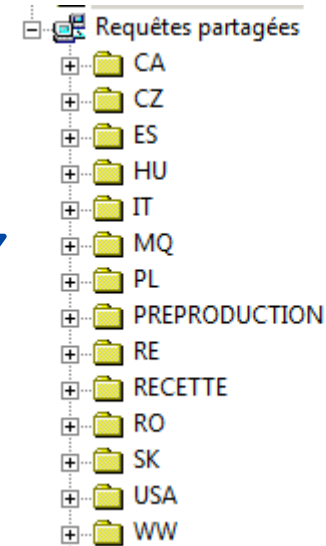 Requêtes partagées
CA
CZ
ES
HU
IT
MQ
PL
PREPRODUCTION
RE
RECETTE
RO
SK
USA
WW